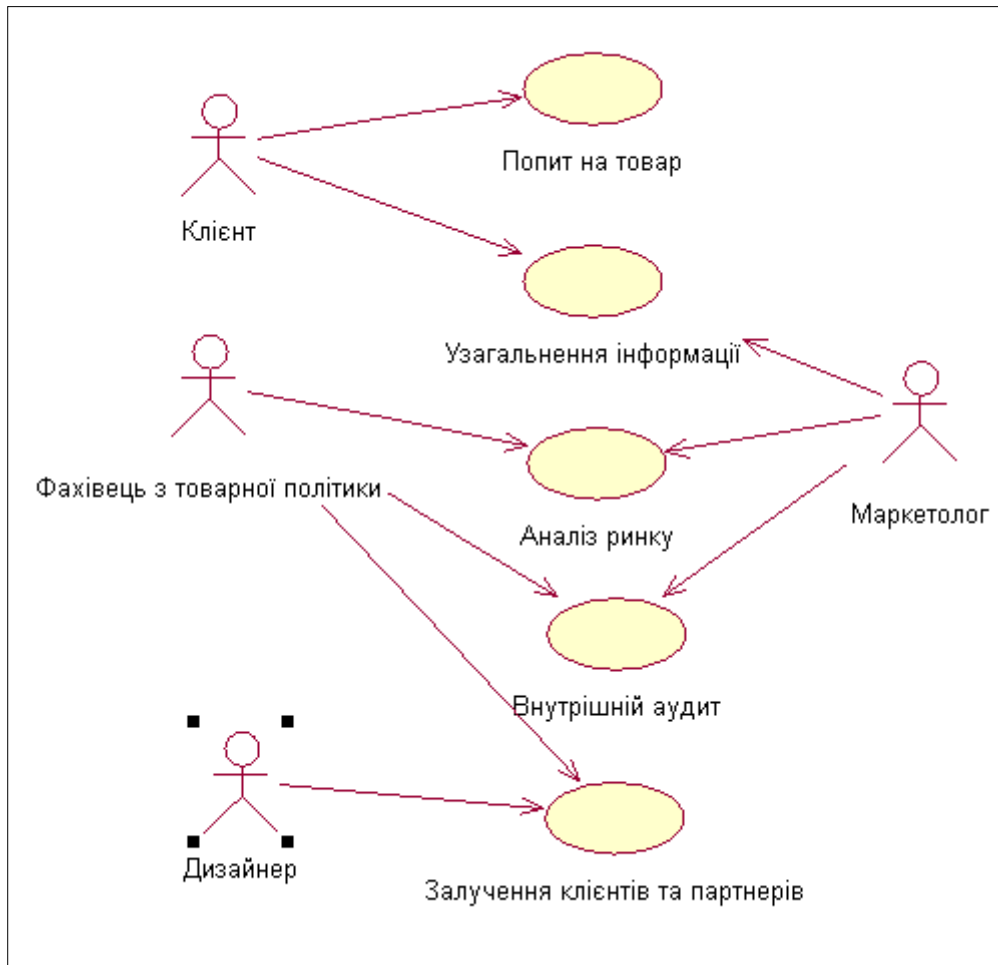 Попит на товар
Клієнт
Узагальнення інформації
Фахівець з товарної політики
Маркетолог
Аналіз ринку
Внутрішній аудит
Дизайнер
Залучення клієнтів та партнерів